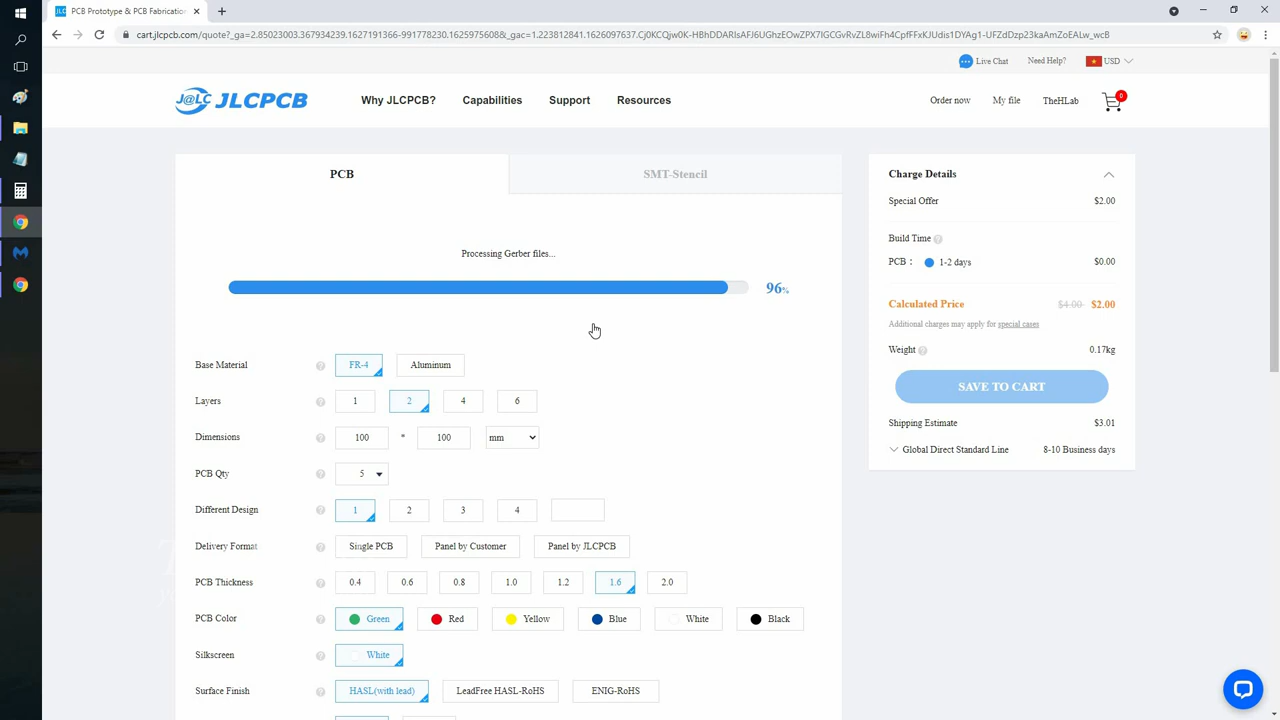 JLC PCB Prototype & PCB Fabrication
cart.jlcpcb.com/quote?_ga=2.85023003.367934239.1627191366-991778230.1625975608&_gac=1.223812841.1626097637.Cj0KCQjw0K-HBhDDARIsAFJ6UGhzEOwZPX7IGCGvRvZL8wiFh4CpfFFxKJUdis1DYAg1-UFZdDzp23kaAmZoEALw_wcB
Live Chat
Need Help?
USD
J@LC JLCPCB
Why JLCPCB?
Capabilities
Support
Resources
Order now
My file
TheHLab
0
PCB
SMT-Stencil
Processing Gerber files...
96%
Base Material ? FR-4 Aluminum
Layers ? 1 2 4 6
Dimensions ? 100 * 100 mm
PCB Qty ? 5
Different Design ? 1 2 3 4
Delivery Format ? Single PCB Panel by Customer Panel by JLCPCB
PCB Thickness ? 0.4 0.6 0.8 1.0 1.2 1.6 2.0
PCB Color ? Green Red Yellow Blue White Black
Silkscreen ? White
Surface Finish ? HASL(with lead) LeadFree HASL-RoHS ENIG-RoHS
Charge Details
Special Offer $2.00
Build Time ?
PCB : 1-2 days $0.00
Calculated Price $4.00 $2.00
Additional charges may apply for special cases
Weight ? 0.17kg
SAVE TO CART
Shipping Estimate $3.01
Global Direct Standard Line 8-10 Business days